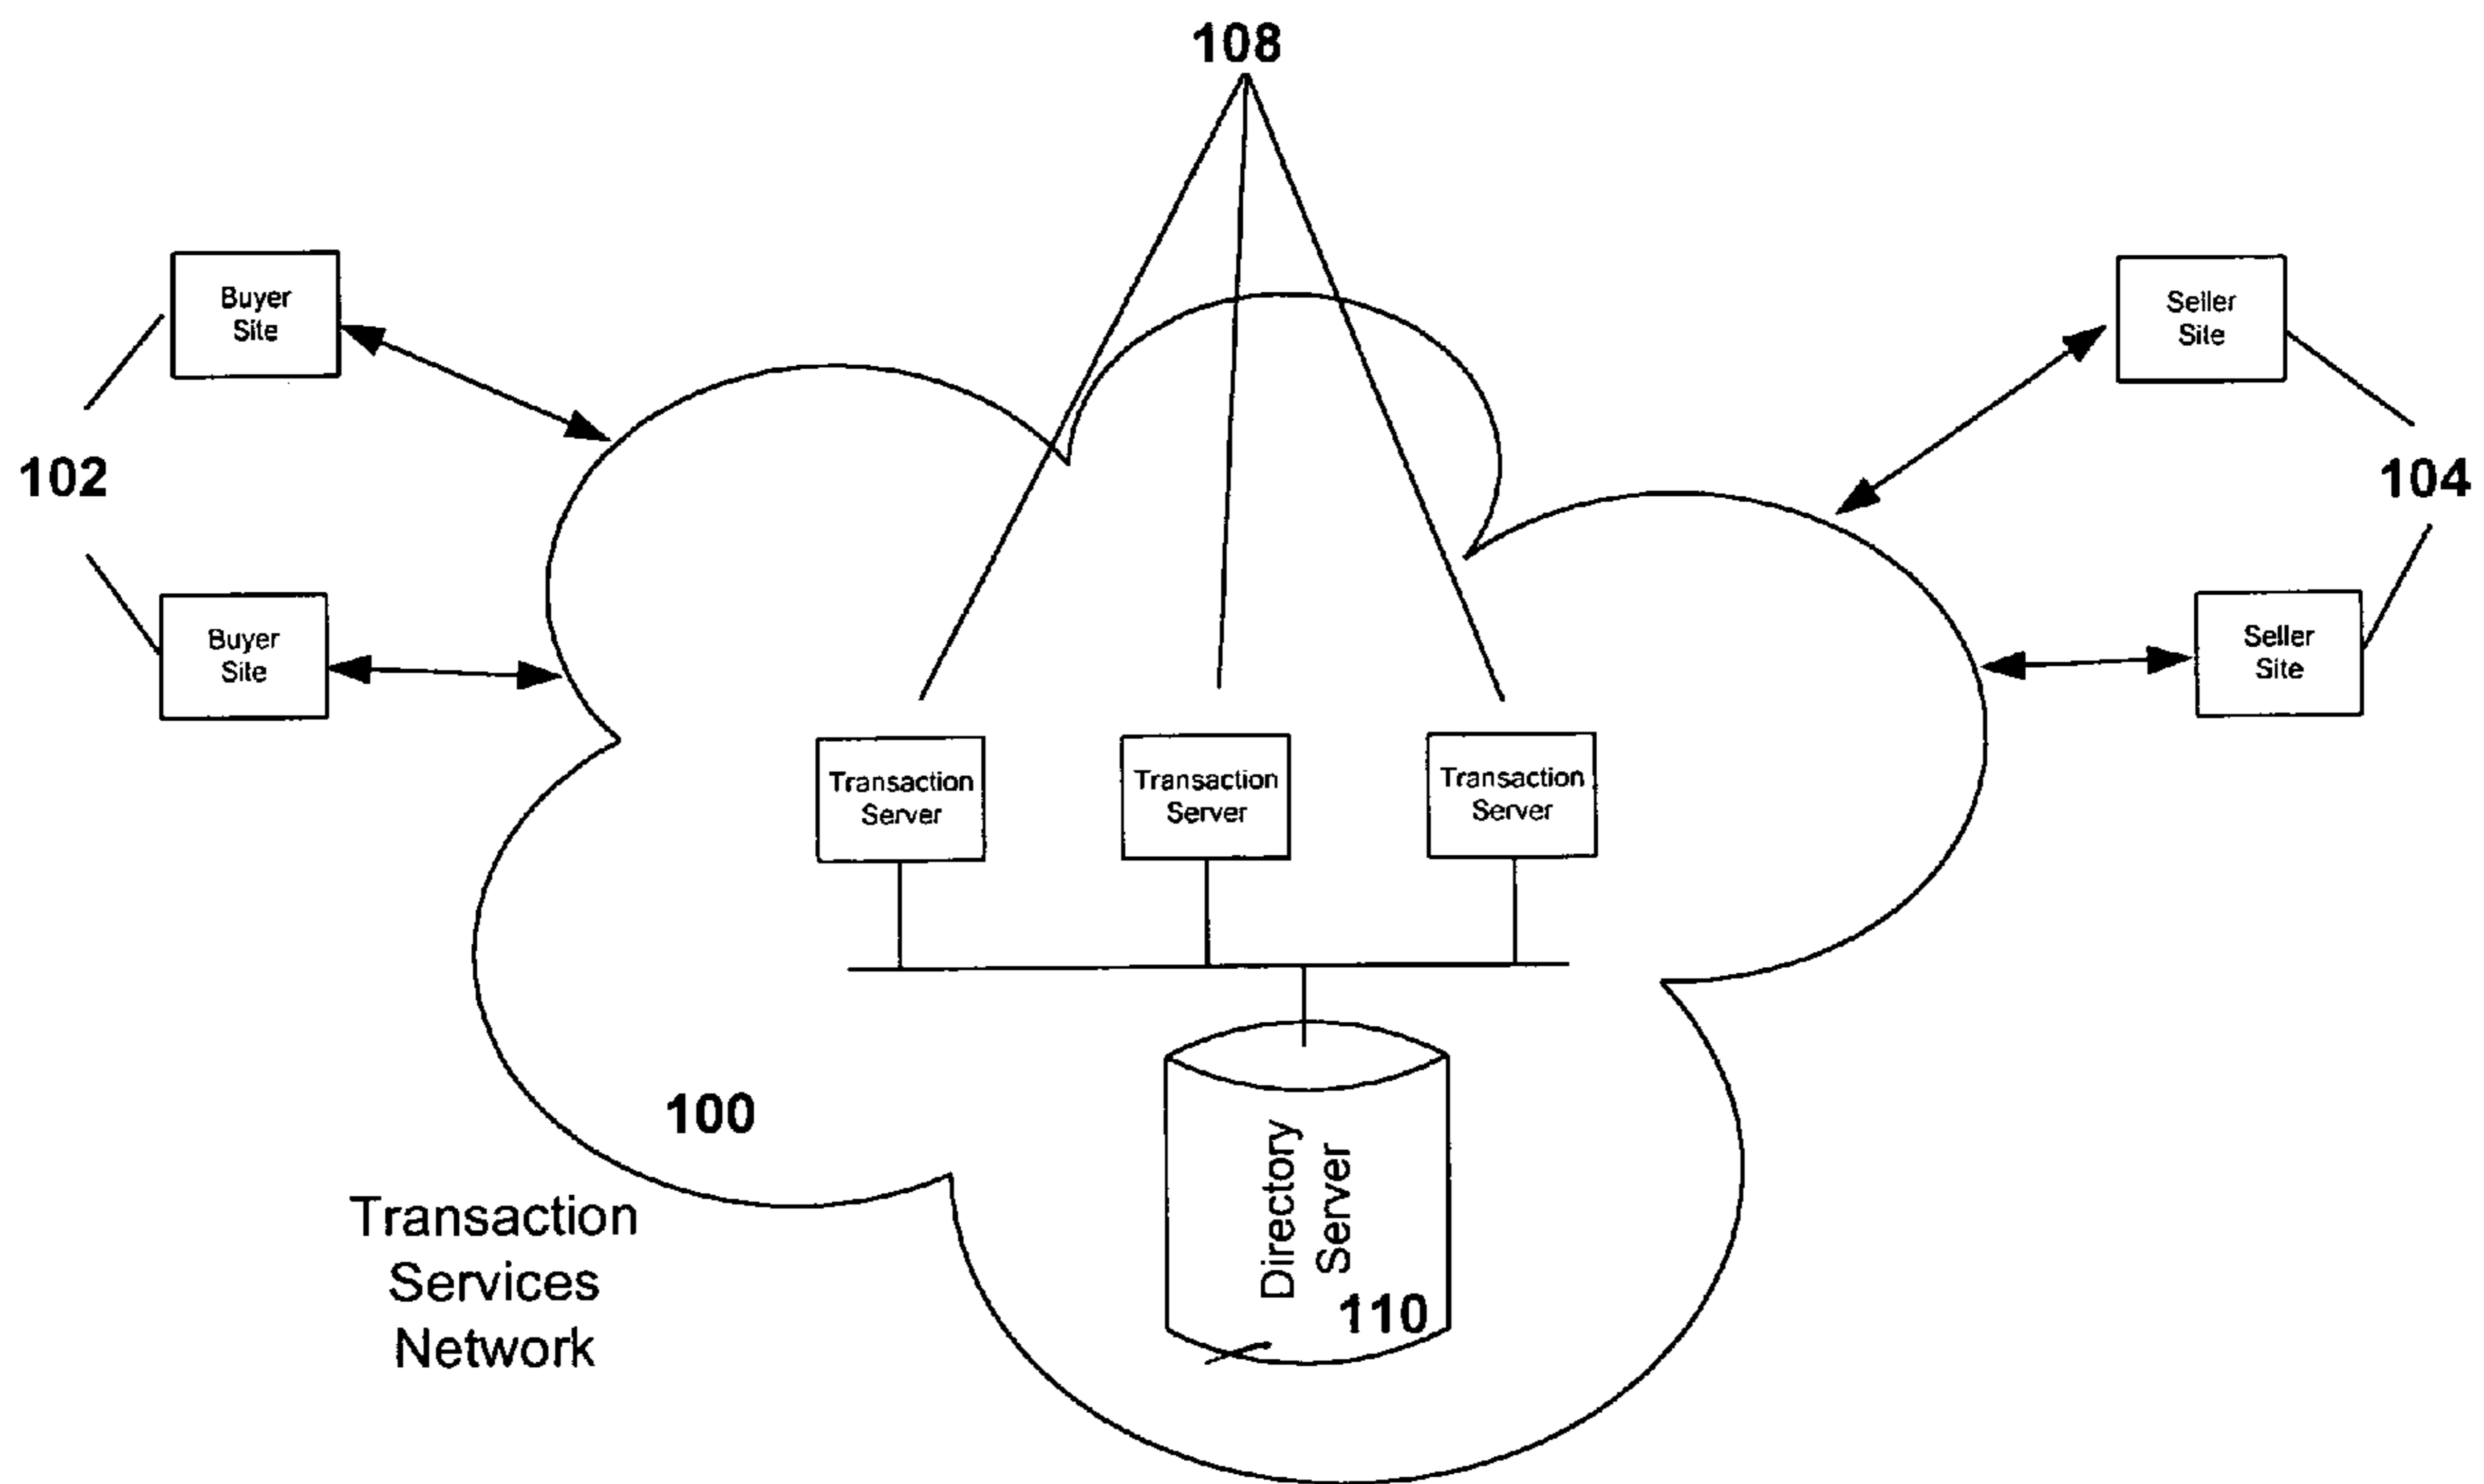 108
Buyer
Site
Seller
Site
102
104
Buyer
Site
Seller
Site
Transaction
Server
Transaction
Server
Transaction
Server
100
Directory
Server
110
Transaction
Services
Network